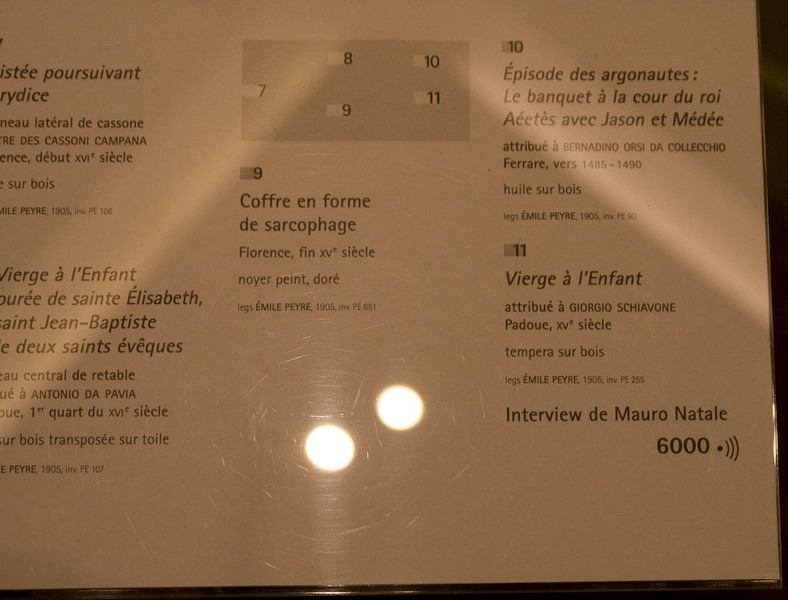 istée poursuivant
rydice
neau latéral de cassone
TRE DES CASSONI CAMPANA
ence, début XVIe siècle
e sur bois
MILE PEYRE, 1905, inv. PE 106
Vierge à l'Enfant
ourée de sainte Élisabeth,
saint Jean-Baptiste
e deux saints évêques
eau central de retable
ué à ANTONIO DA PAVIA
oue, 1er quart du XVIe siècle
sur bois transposée sur toile
E PEYRE, 1905, inv. PE 107
8
10
7
9
11
9
Coffre en forme
de sarcophage
Florence, fin XVe siècle
noyer peint, doré
legs ÉMILE PEYRE, 1905, inv. PE 651
10
Épisode des argonautes :
Le banquet à la cour du roi
Aéetès avec Jason et Médée
attribué à BERNADINO ORSI DA COLLECCHIO
Ferrare, vers 1485-1490
huile sur bois
legs ÉMILE PEYRE, 1905, inv. PE 90
11
Vierge à l'Enfant
attribué à GIORGIO SCHIAVONE
Padoue, XVe siècle
tempera sur bois
legs ÉMILE PEYRE, 1905, inv. PE 255
Interview de Mauro Natale
6000